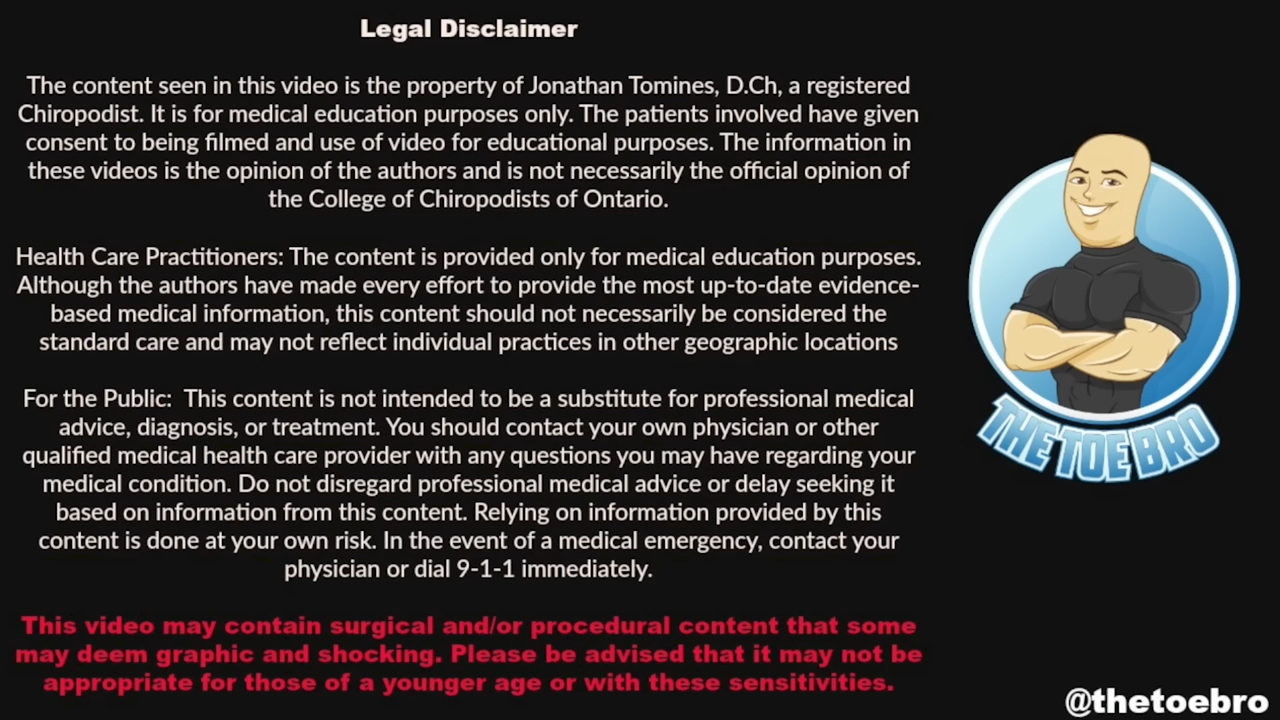 Legal Disclaimer
The content seen in this video is the property of Jonathan Tomines, D.Ch, a registered
Chiropodist. It is for medical education purposes only. The patients involved have given
consent to being filmed and use of video for educational purposes. The information in
these videos is the opinion of the authors and is not necessarily the official opinion of
the College of Chiropodists of Ontario.
Health Care Practitioners: The content is provided only for medical education purposes.
Although the authors have made every effort to provide the most up-to-date evidence-
based medical information, this content should not necessarily be considered the
standard care and may not reflect individual practices in other geographic locations
For the Public:  This content is not intended to be a substitute for professional medical
advice, diagnosis, or treatment. You should contact your own physician or other
qualified medical health care provider with any questions you may have regarding your
medical condition. Do not disregard professional medical advice or delay seeking it
based on information from this content. Relying on information provided by this
content is done at your own risk. In the event of a medical emergency, contact your
physician or dial 9-1-1 immediately.
This video may contain surgical and/or procedural content that some
may deem graphic and shocking. Please be advised that it may not be
appropriate for those of a younger age or with these sensitivities.
THE TOE BRO
@thetoebro